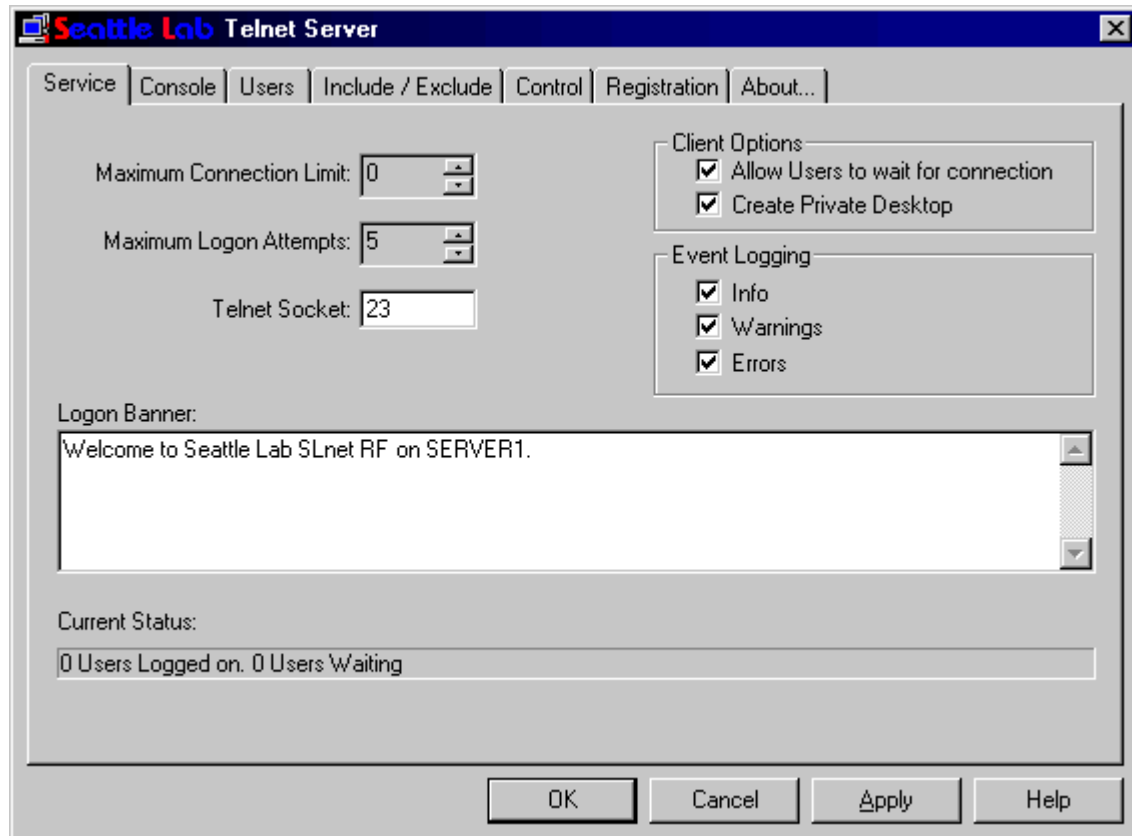 Seattle Lab Telnet Server
Service Console Users Include / Exclude Control Registration About...
Maximum Connection Limit: 0
Maximum Logon Attempts: 5
Telnet Socket: 23
Client Options
Allow Users to wait for connection
Create Private Desktop
Event Logging
Info
Warnings
Errors
Logon Banner:
Welcome to Seattle Lab SLnet RF on SERVER1.
Current Status:
0 Users Logged on. 0 Users Waiting
OK Cancel Apply Help